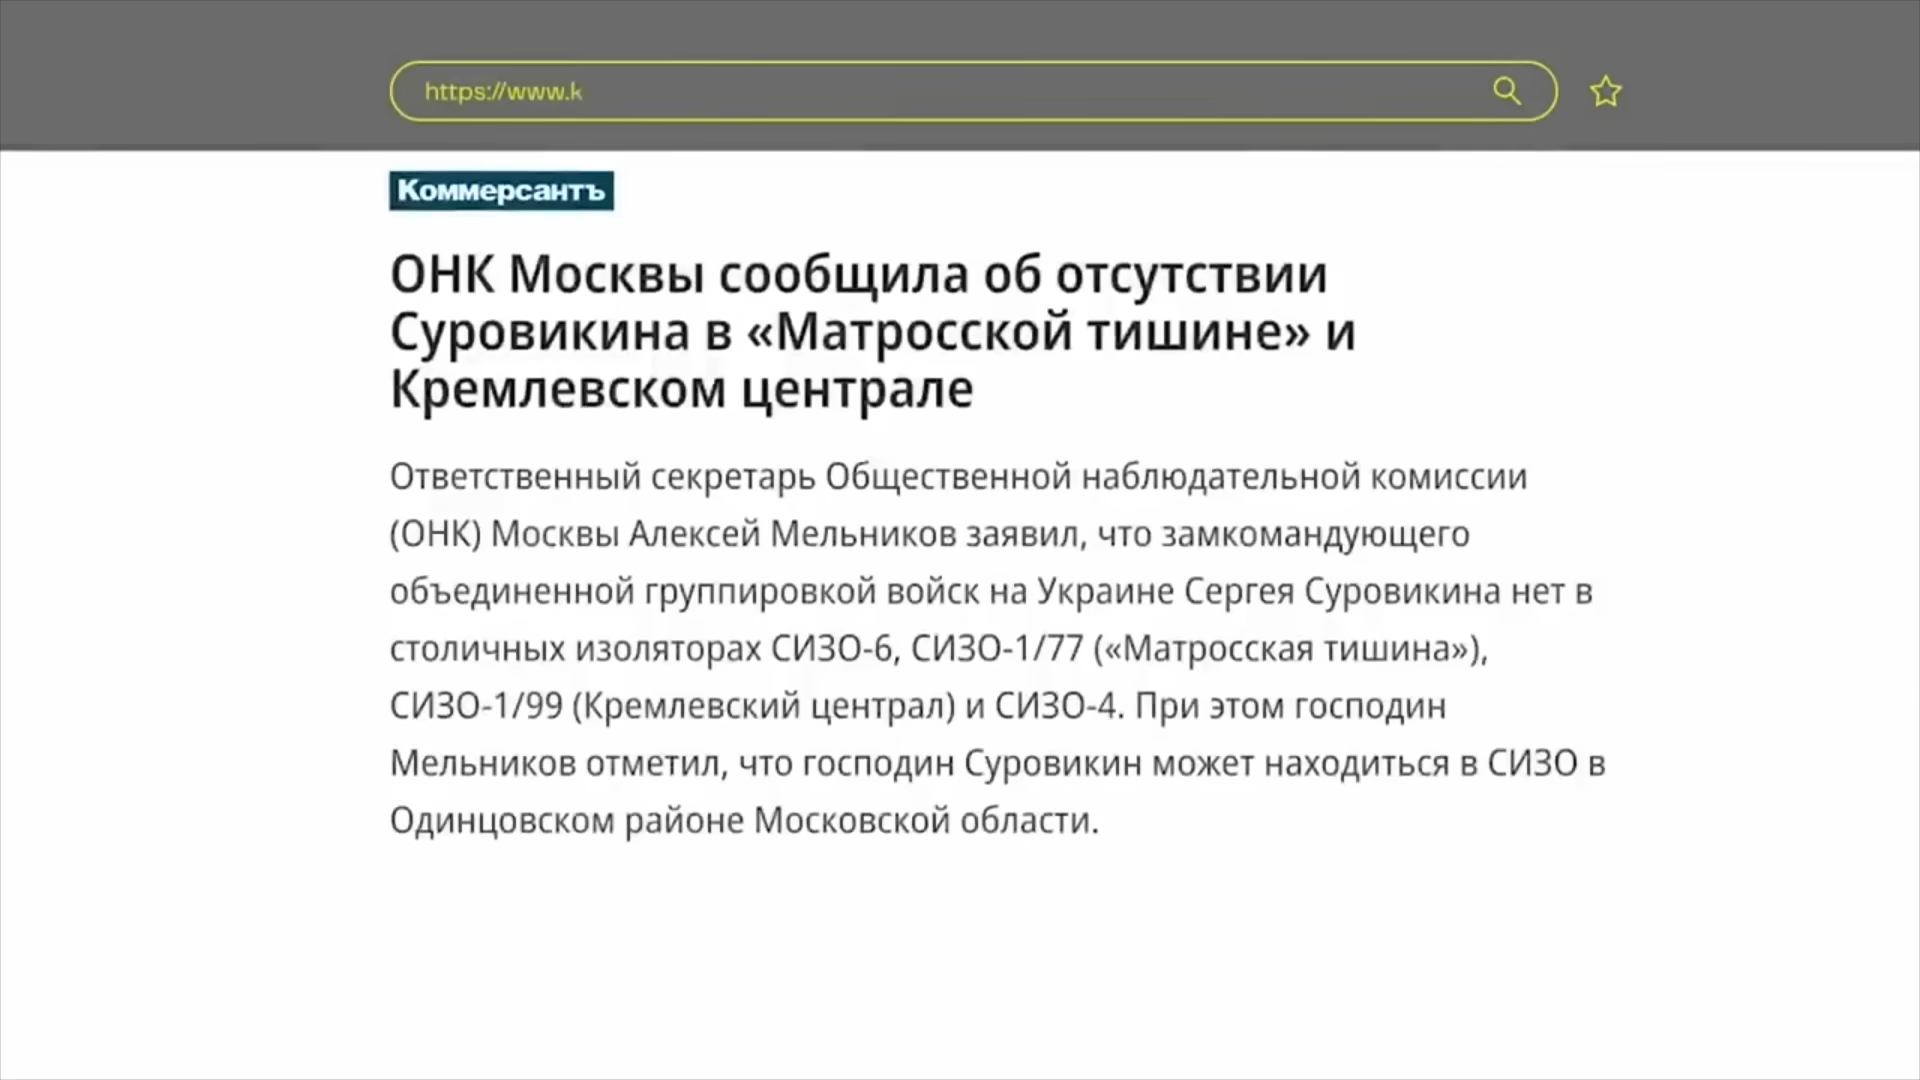 https://www.k
Коммерсантъ
ОНК Москвы сообщила об отсутствии
Суровикина в «Матросской тишине» и
Кремлевском централе
Ответственный секретарь Общественной наблюдательной комиссии
(ОНК) Москвы Алексей Мельников заявил, что замкомандующего
объединенной группировкой войск на Украине Сергея Суровикина нет в
столичных изоляторах СИЗО-6, СИЗО-1/77 («Матросская тишина»),
СИЗО-1/99 (Кремлевский централ) и СИЗО-4. При этом господин
Мельников отметил, что господин Суровикин может находиться в СИЗО в
Одинцовском районе Московской области.